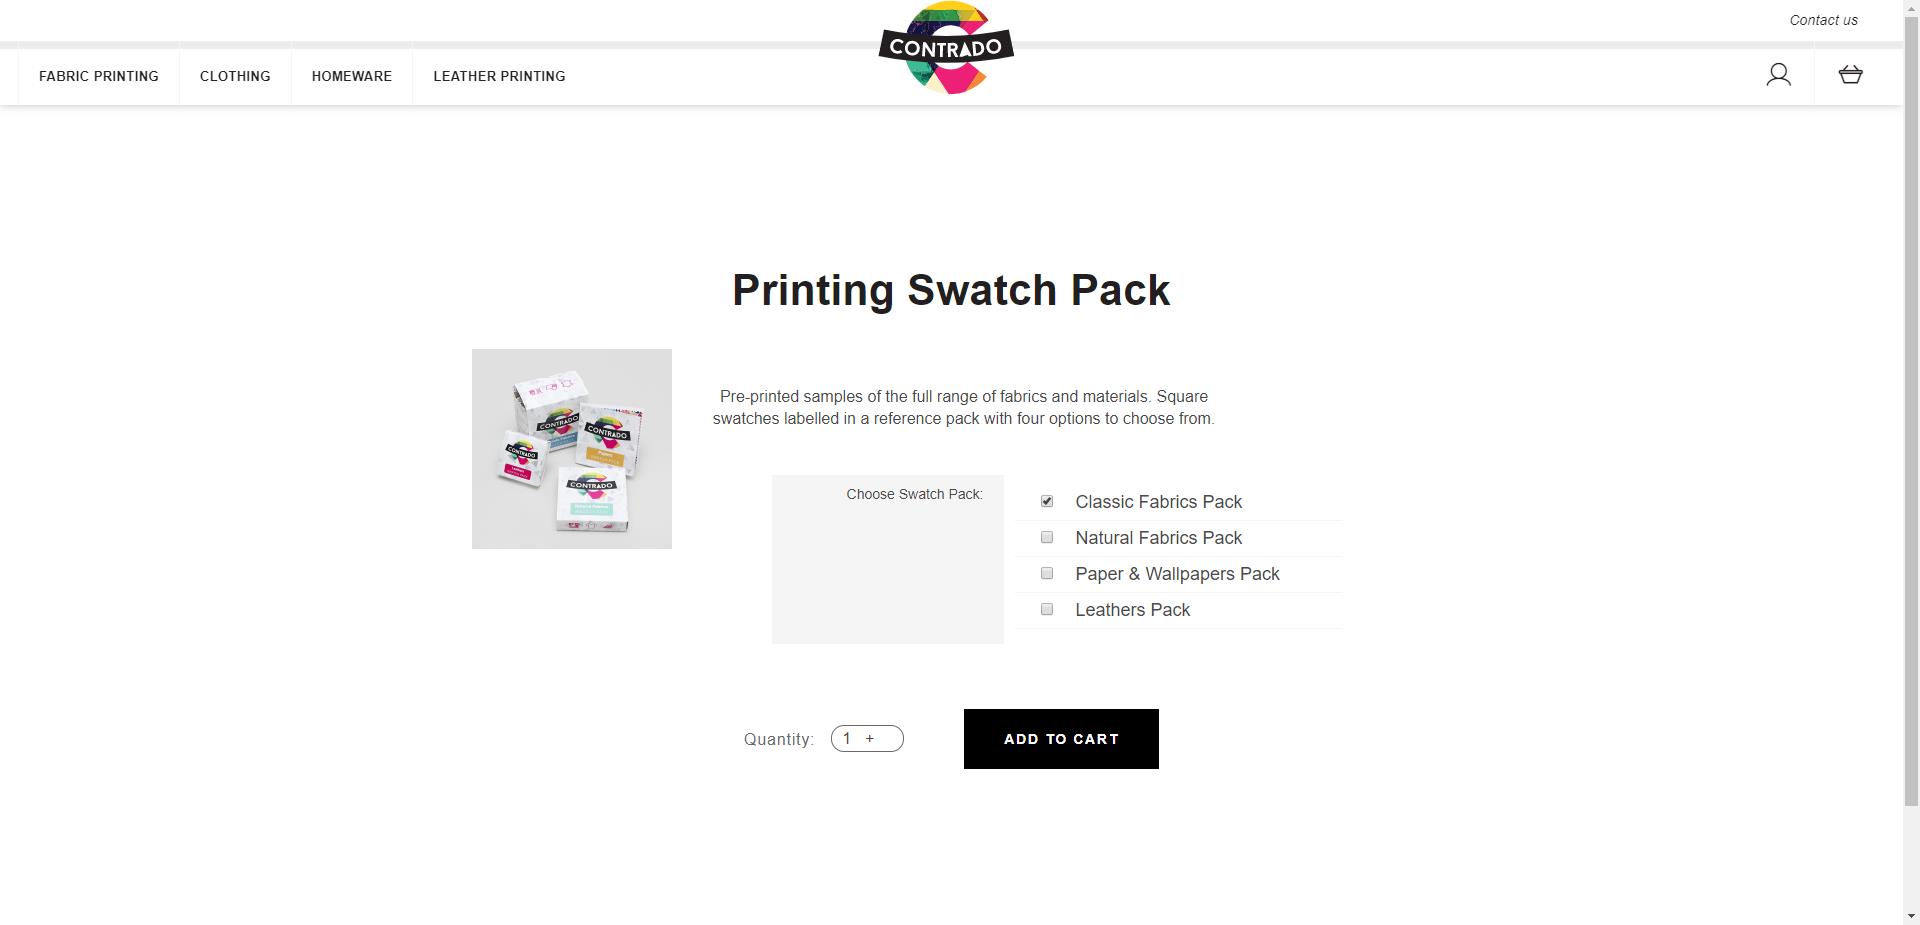 Contact us
CONTRADO
FABRIC PRINTING
CLOTHING
HOMEWARE
LEATHER PRINTING
Printing Swatch Pack
CONTRADO
CONTRADO
CONTRADO
CONTRADO
Pre-printed samples of the full range of fabrics and materials. Square
swatches labelled in a reference pack with four options to choose from.
Choose Swatch Pack:
Classic Fabrics Pack
Natural Fabrics Pack
Paper & Wallpapers Pack
Leathers Pack
Quantity:
1 +
ADD TO CART